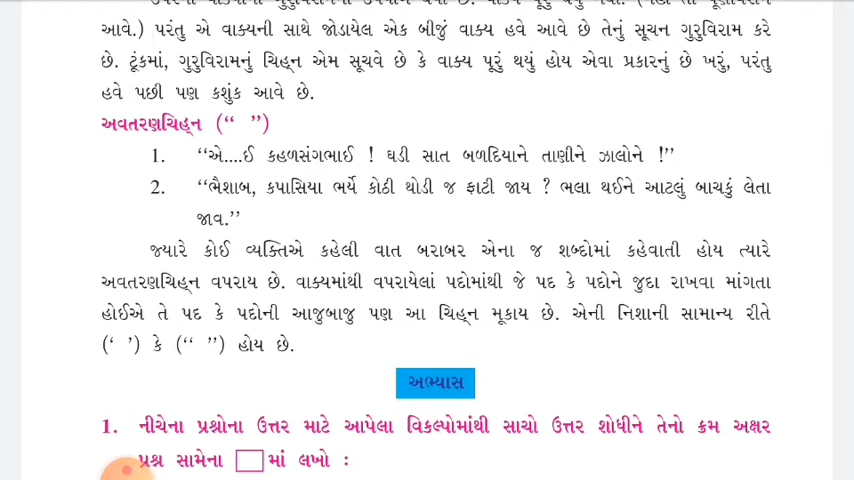 આવે.) પરંતુ એ વાક્યની સાથે જોડાયેલ એક બીજું વાક્ય હવે આવે છે તેનું સૂચન ગુરુવિરામ કરે
છે. ટૂંકમાં, ગુરુવિરામનું ચિહ્ન એમ સૂચવે છે કે વાક્ય પૂરું થયું હોય એવા પ્રકારનું છે ખરું, પરંતુ
હવે પછી પણ કશુંક આવે છે.
અવતરણચિહ્ન (“ ”)
1. “એ....ઈ કહળસંગભાઈ ! ઘડી સાત બળદિયાને તાણીને ઝાલોને !”
2. “ભૈશાબ, કપાસિયા ભર્યે કોઠી થોડી જ ફાટી જાય ? ભલા થઈને આટલું બાચકું લેતા
જાવ.”
જ્યારે કોઈ વ્યક્તિએ કહેલી વાત બરાબર એના જ શબ્દોમાં કહેવાતી હોય ત્યારે
અવતરણચિહ્ન વપરાય છે. વાક્યમાંથી વપરાયેલાં પદોમાંથી જે પદ કે પદોને જુદા રાખવા માંગતા
હોઈએ તે પદ કે પદોની આજુબાજુ પણ આ ચિહ્ન મૂકાય છે. એની નિશાની સામાન્ય રીતે
(‘ ’) કે (“ ”) હોય છે.
અભ્યાસ
1. નીચેના પ્રશ્નોના ઉત્તર માટે આપેલા વિકલ્પોમાંથી સાચો ઉત્તર શોધીને તેનો ક્રમ અક્ષર
પ્રશ્ન સામેના માં લખો :